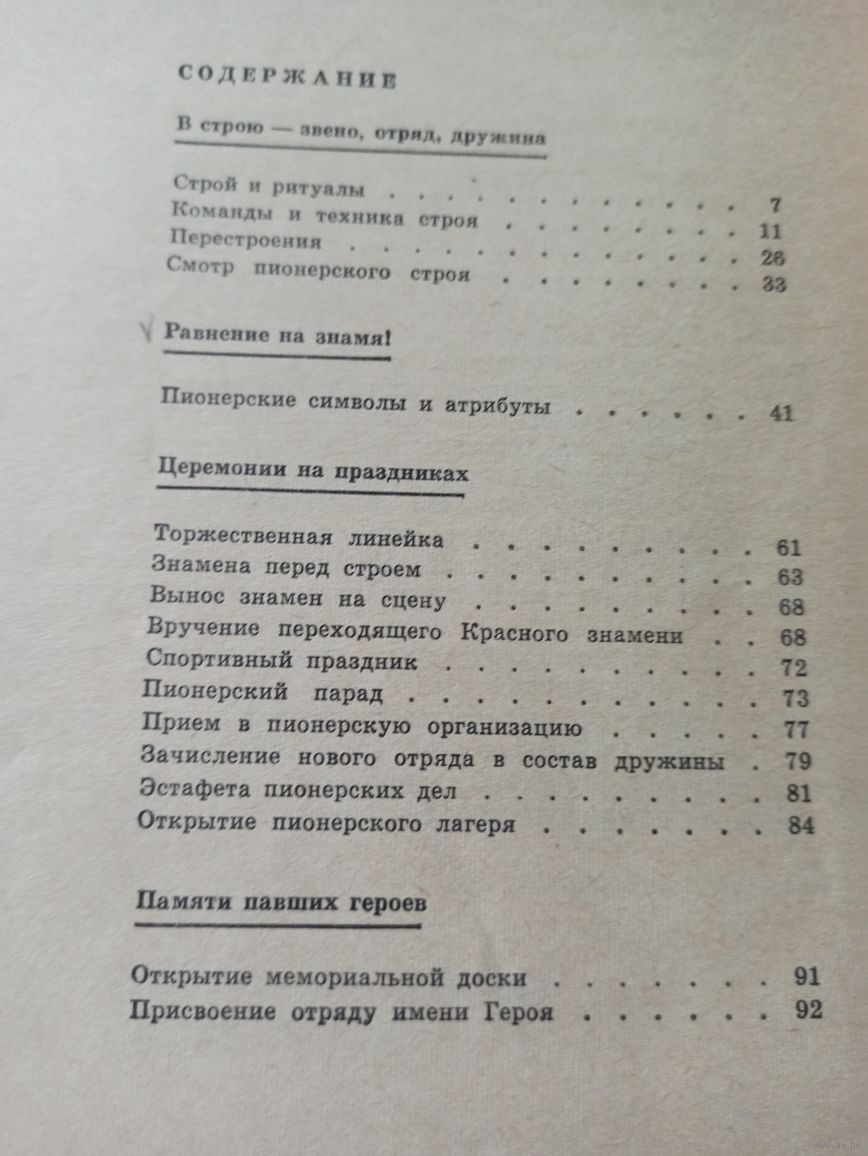 СОДЕРЖАНИЕ
В строю — звено, отряд, дружина
Строй и ритуалы . . . . . . . . . . . . 7
Команды и техника строя . . . . . . . 11
Перестроения . . . . . . . . . . . . 26
Смотр пионерского строя . . . . . . . 33
Равнение на знамя!
Пионерские символы и атрибуты . . . . . . 41
Церемонии на праздниках
Торжественная линейка . . . . . . . . . 61
Знамена перед строем . . . . . . . . . 63
Вынос знамен на сцену . . . . . . . . . 68
Вручение переходящего Красного знамени . . 68
Спортивный праздник . . . . . . . . . 72
Пионерский парад . . . . . . . . . . . 73
Прием в пионерскую организацию . . . . . 77
Зачисление нового отряда в состав дружины . 79
Эстафета пионерских дел . . . . . . . . . 81
Открытие пионерского лагеря . . . . . . . 84
Памяти павших героев
Открытие мемориальной доски . . . . . . . 91
Присвоение отряду имени Героя . . . . . . 92
www.ay.by